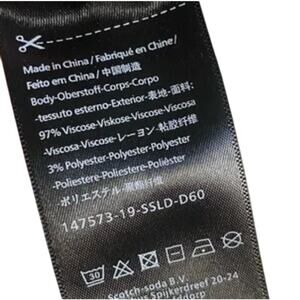 Made in China / Fabriqué en Chine/
Feito em China / 中国制造
Body-Oberstoff-Corps-Corpo
-tessuto esterno-Exterior-表地-面料:
97% Viscose-Viskose-Viscose-Viscosa
-Viscosa-Viscose-レーヨン-粘胶纤维
3% Polyester-Polyester-Polyester
-Poliestere-Poliestere-Poliéster
-ポリエステル-聚酯纤维
147573-19-SSLD-D60
30
Scotch-soda B.V.
Spijkerdreef 20-24